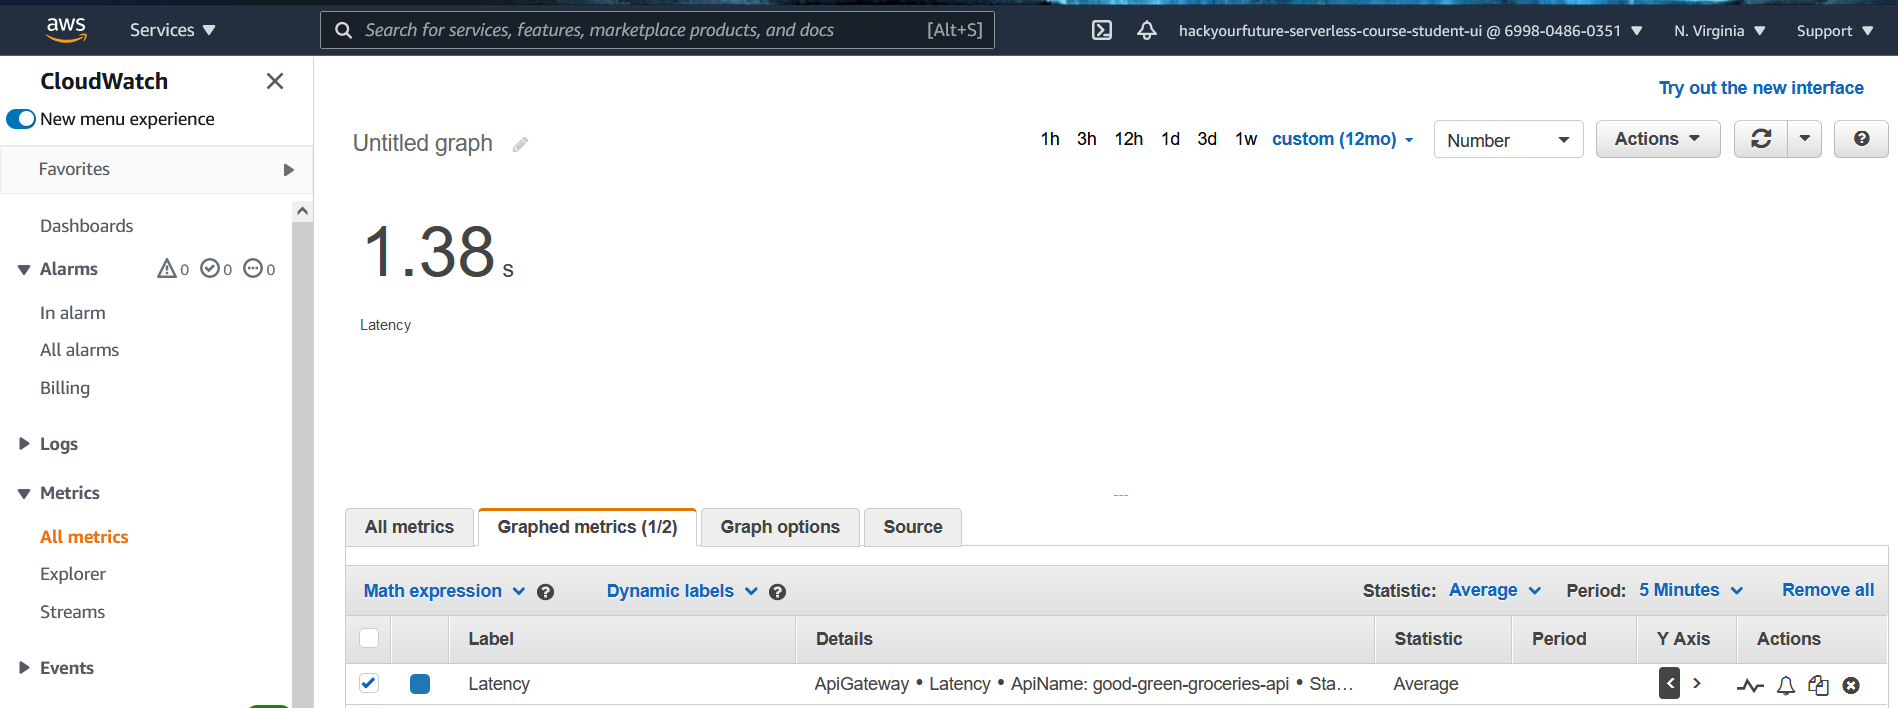 aws Services Search for services, features, marketplace products, and docs [Alt+S] hackyourfuture-serverless-course-student-ui @ 6998-0486-0351 N. Virginia Support
CloudWatch
New menu experience
Favorites
Dashboards
Alarms 0 0 0
In alarm
All alarms
Billing
Logs
Metrics
All metrics
Explorer
Streams
Events
Try out the new interface
Untitled graph 1h 3h 12h 1d 3d 1w custom (12mo) Number Actions
1.38 s
Latency
All metrics Graphed metrics (1/2) Graph options Source
Math expression Dynamic labels Statistic: Average Period: 5 Minutes Remove all
Label Details Statistic Period Y Axis Actions
Latency ApiGateway • Latency • ApiName: good-green-groceries-api • Sta... Average